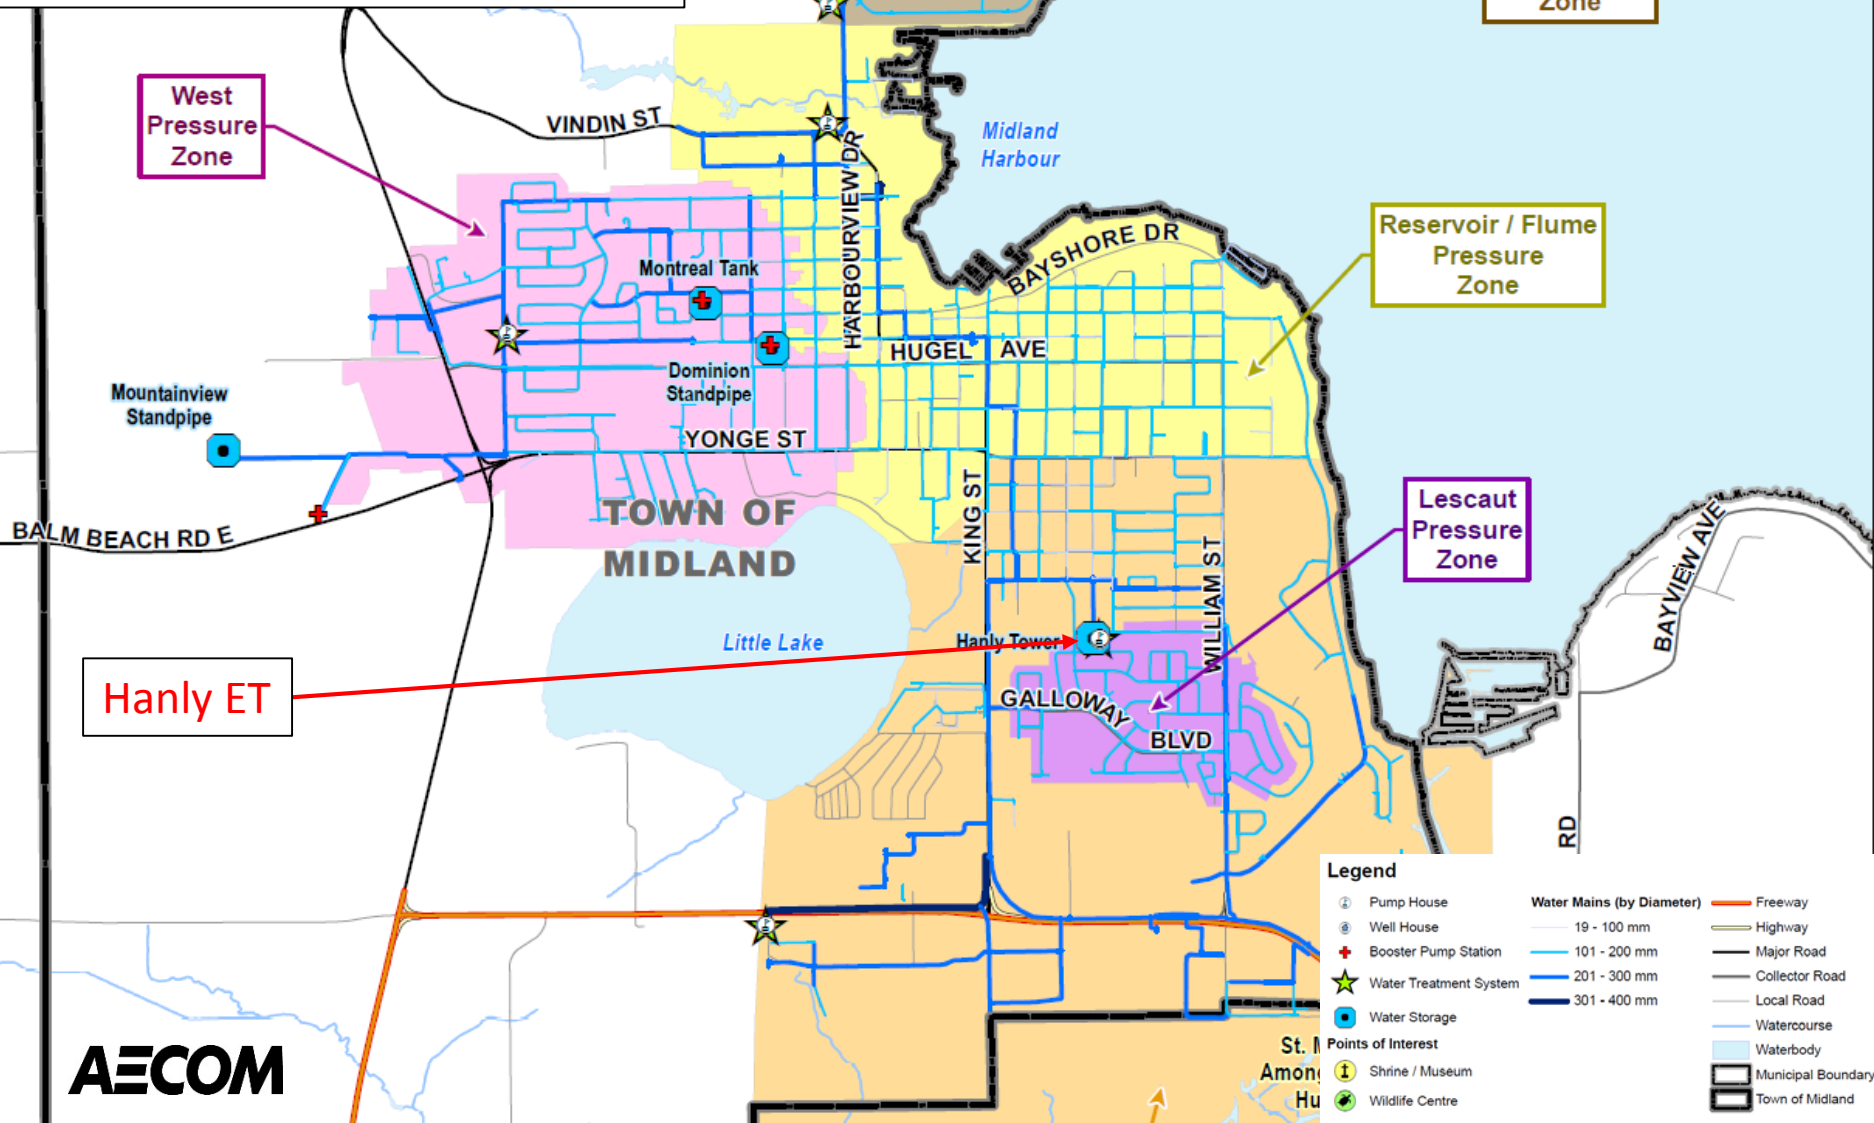 Zone
West
Pressure
Zone
VINDIN ST
Midland
Harbour
HARBOURVIEW DR
BAYSHORE DR
Reservoir / Flume
Pressure
Zone
Montreal Tank
HUGEL AVE
Dominion
Standpipe
Mountainview
Standpipe
YONGE ST
KING ST
TOWN OF
MIDLAND
BALM BEACH RD E
Lescaut
Pressure
Zone
WILLIAM ST
BAYVIEW AVE
Little Lake
Hanly Tower
Hanly ET
GALLOWAY
BLVD
RD
AECOM
St.
Among
Hu
Legend
Pump House
Well House
Booster Pump Station
Water Treatment System
Water Storage
Points of Interest
Shrine / Museum
Wildlife Centre
Water Mains (by Diameter)
19 - 100 mm
101 - 200 mm
201 - 300 mm
301 - 400 mm
Freeway
Highway
Major Road
Collector Road
Local Road
Watercourse
Waterbody
Municipal Boundary
Town of Midland